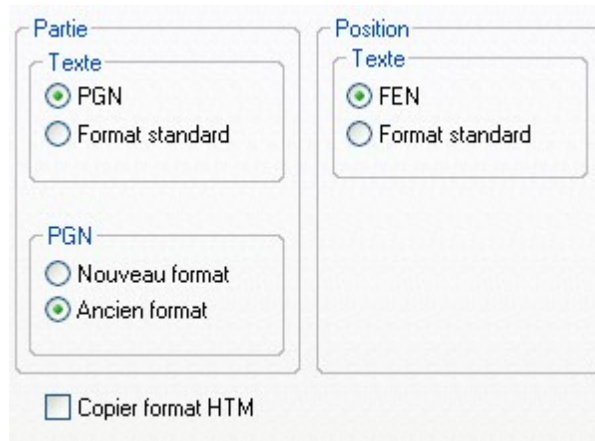 Partie
Texte
PGN
Format standard
PGN
Nouveau format
Ancien format
Position
Texte
FEN
Format standard
Copier format HTM